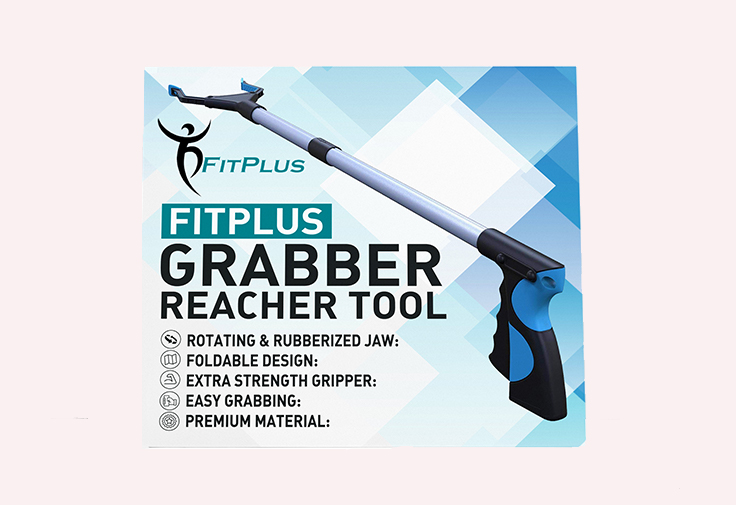 FITPLUS
FITPLUS
GRABBER
REACHER TOOL
ROTATING & RUBBERIZED JAW:
FOLDABLE DESIGN:
EXTRA STRENGTH GRIPPER:
EASY GRABBING:
PREMIUM MATERIAL: